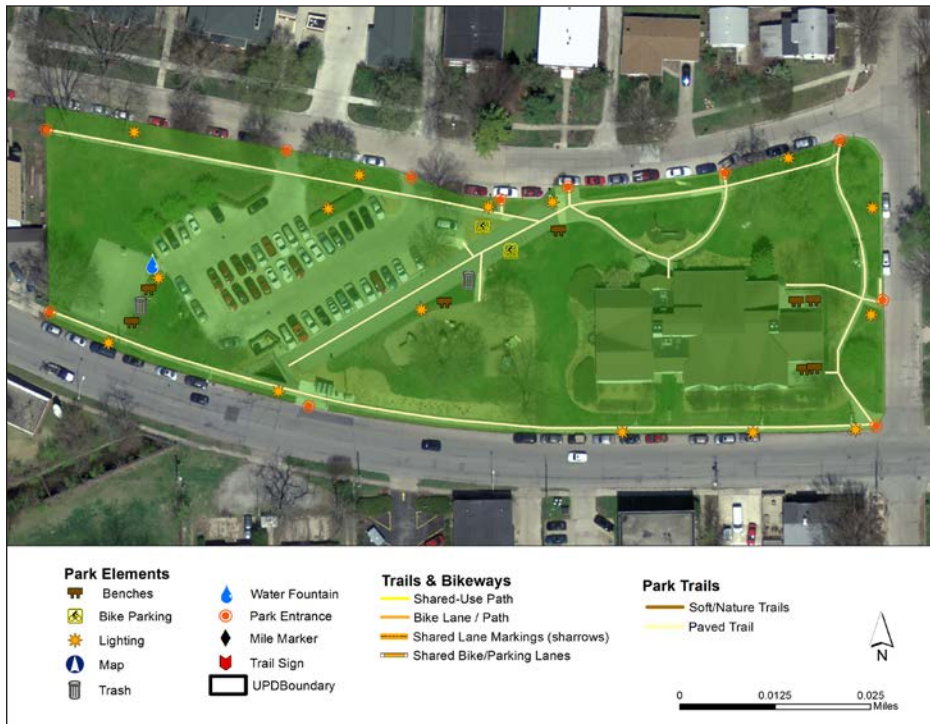 Park Elements
Benches
Bike Parking
Lighting
Map
Trash
Water Fountain
Park Entrance
Mile Marker
Trail Sign
UPDBoundary
Trails & Bikeways
Shared-Use Path
Bike Lane / Path
Shared Lane Markings (sharrows)
Shared Bike/Parking Lanes
Park Trails
Soft/Nature Trails
Paved Trail
N
0 0.0125 0.025
Miles